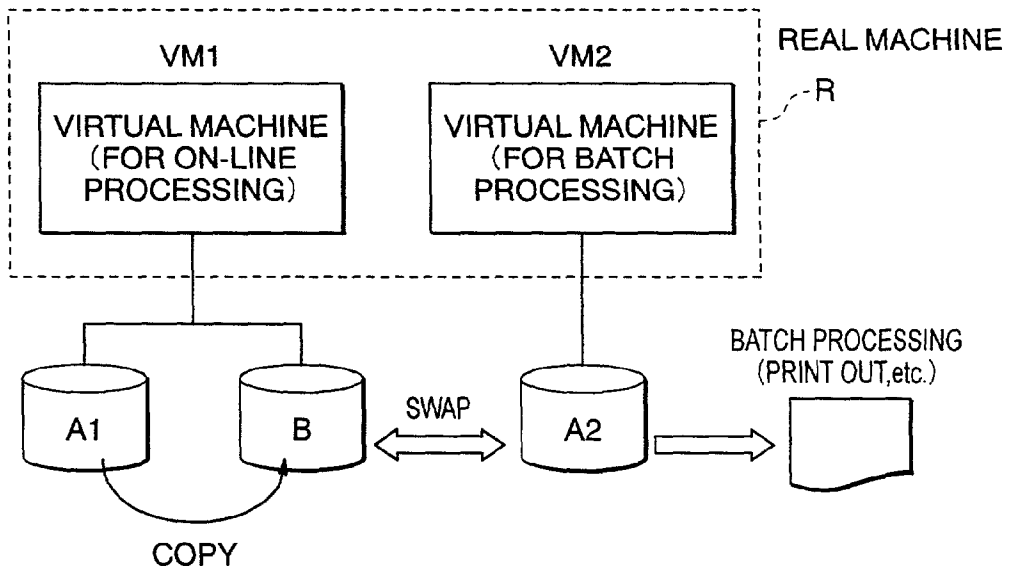 REAL MACHINE
R
VM1
VM2
VIRTUAL MACHINE
(FOR ON-LINE
PROCESSING)
VIRTUAL MACHINE
(FOR BATCH
PROCESSING)
BATCH PROCESSING
(PRINT OUT,etc.)
A1
B
SWAP
A2
COPY